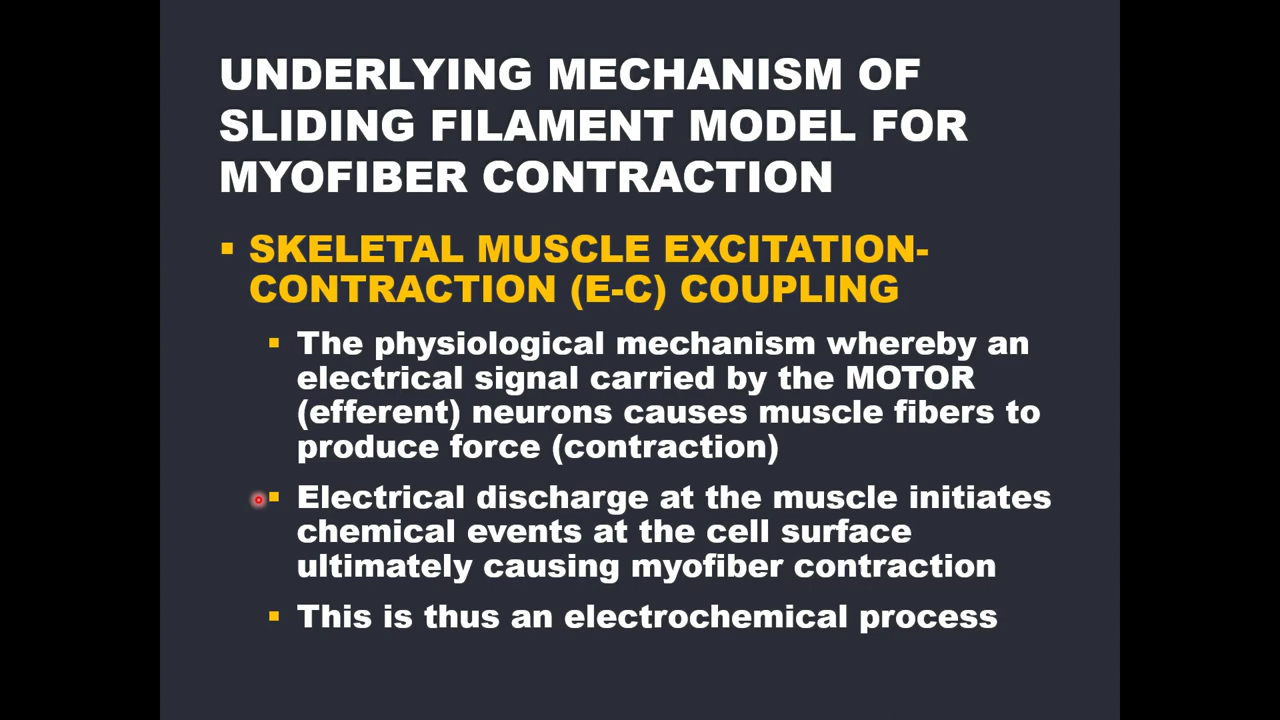 UNDERLYING MECHANISM OF
SLIDING FILAMENT MODEL FOR
MYOFIBER CONTRACTION
▪ SKELETAL MUSCLE EXCITATION-
CONTRACTION (E-C) COUPLING
▪ The physiological mechanism whereby an
electrical signal carried by the MOTOR
(efferent) neurons causes muscle fibers to
produce force (contraction)
▪ Electrical discharge at the muscle initiates
chemical events at the cell surface
ultimately causing myofiber contraction
▪ This is thus an electrochemical process